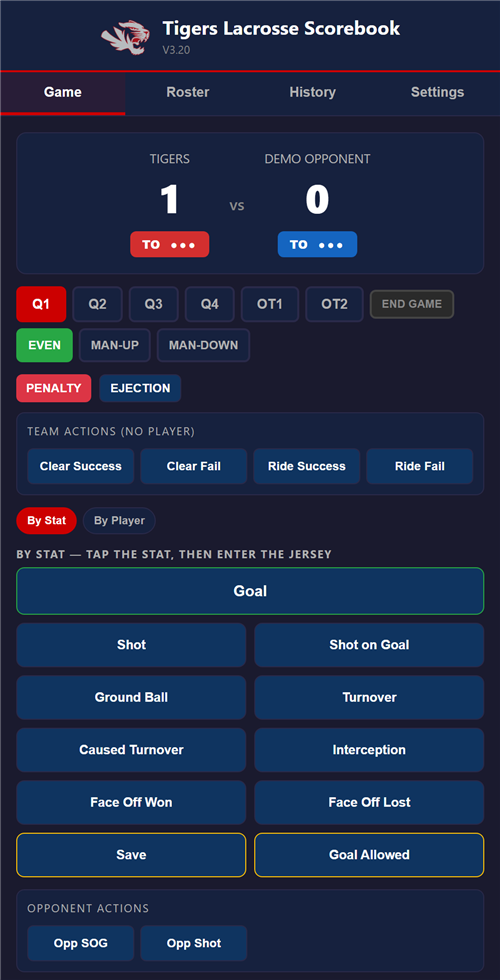 Tigers Lacrosse Scorebook
V3.20
Game Roster History Settings
TIGERS DEMO OPPONENT
1 vs 0
TO ●●● TO ●●●
Q1 Q2 Q3 Q4 OT1 OT2 END GAME
EVEN MAN-UP MAN-DOWN
PENALTY EJECTION
TEAM ACTIONS (NO PLAYER)
Clear Success Clear Fail Ride Success Ride Fail
By Stat By Player
BY STAT — TAP THE STAT, THEN ENTER THE JERSEY
Goal
Shot Shot on Goal
Ground Ball Turnover
Caused Turnover Interception
Face Off Won Face Off Lost
Save Goal Allowed
OPPONENT ACTIONS
Opp SOG Opp Shot